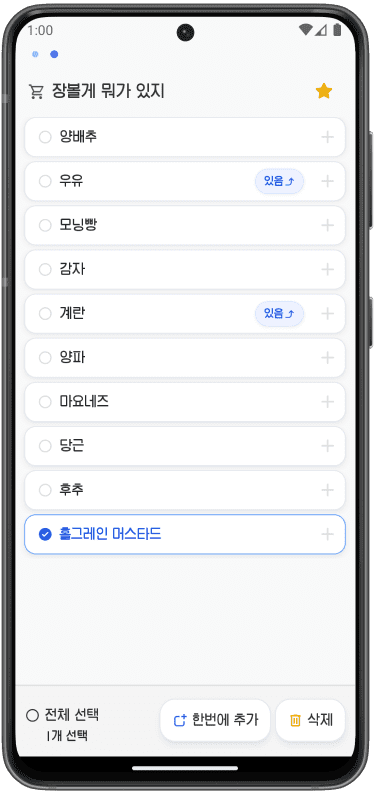 1:00
장볼게 뭐가 있지
양배추
우유 있음
모닝빵
감자
계란 있음
양파
마요네즈
당근
후추
홀그레인 머스타드
전체 선택
1개 선택
한번에 추가
삭제